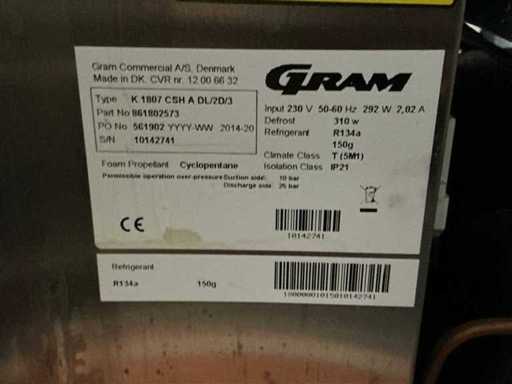 Gram Commercial A/S, Denmark
Made in DK. CVR nr. 12 00 66 32
GRAM
Type K 1807 CSH A DL/2D/3
Part No 861802573
PO No 561902 YYYY-WW 2014-20
S/N 10142741
Input 230 V 50-60 Hz 292 W 2,02 A
Defrost 310 w
Refrigerant R134a
150g
Climate Class T (5M1)
Isolation Class IP21
Foam Propellant Cyclopentane
Permissible operation over-pressure Suction side: 10 bar
Discharge side: 25 bar
CE
10142741
Refrigerant
R134a 150g
10000001015010142741